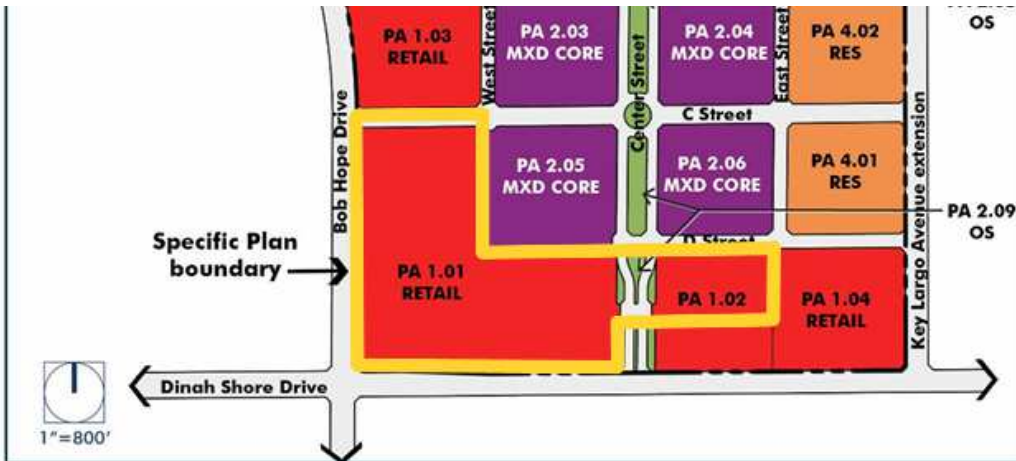 OS
PA 1.03
RETAIL
West Street
PA 2.03
MXD CORE
Center Street
PA 2.04
MXD CORE
East Street
PA 4.02
RES
Bob Hope Drive
C Street
Key Largo Avenue extension
PA 2.05
MXD CORE
PA 2.06
MXD CORE
PA 4.01
RES
PA 2.09
OS
D Street
Specific Plan
boundary
PA 1.01
RETAIL
PA 1.02
PA 1.04
RETAIL
Dinah Shore Drive
1"=800'